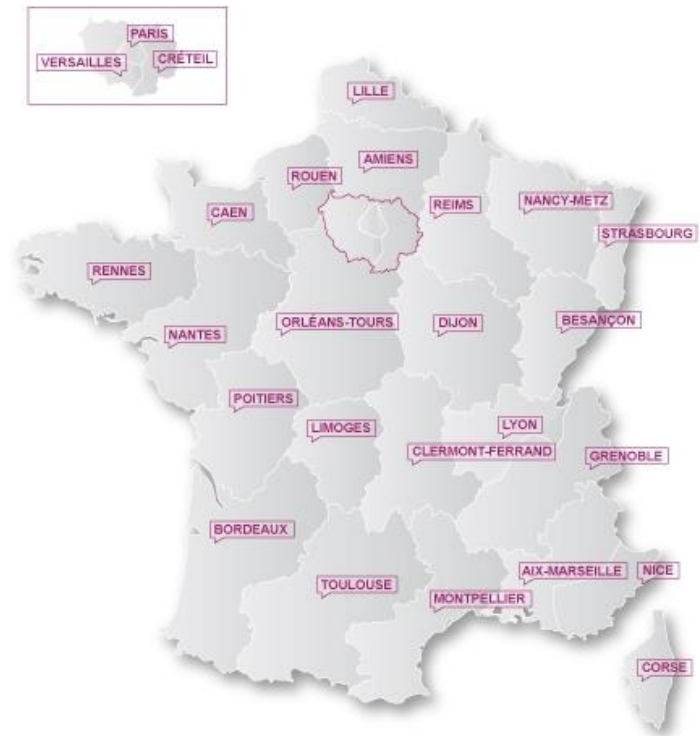 PARIS
VERSAILLES
CRÉTEIL
LILLE
AMIENS
ROUEN
CAEN
REIMS
NANCY-METZ
STRASBOURG
RENNES
NANTES
ORLÉANS-TOURS
DIJON
BESANÇON
POITIERS
LIMOGES
LYON
CLERMONT-FERRAND
GRENOBLE
BORDEAUX
TOULOUSE
AIX-MARSEILLE
NICE
MONTPELLIER
CORSE